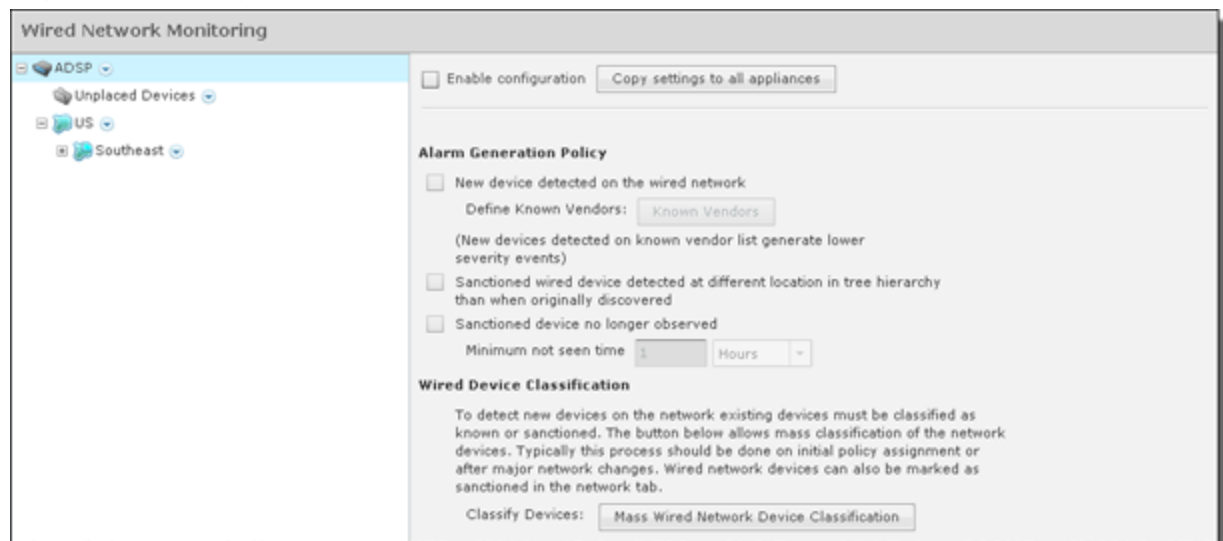 Wired Network Monitoring
ADSP
Unplaced Devices
US
Southeast
Enable configuration
Copy settings to all appliances
Alarm Generation Policy
New device detected on the wired network
Define Known Vendors:
Known Vendors
(New devices detected on known vendor list generate lower
severity events)
Sanctioned wired device detected at different location in tree hierarchy
than when originally discovered
Sanctioned device no longer observed
Minimum not seen time
1
Hours
Wired Device Classification
To detect new devices on the network existing devices must be classified as
known or sanctioned. The button below allows mass classification of the network
devices. Typically this process should be done on initial policy assignment or
after major network changes. Wired network devices can also be marked as
sanctioned in the network tab.
Classify Devices:
Mass Wired Network Device Classification